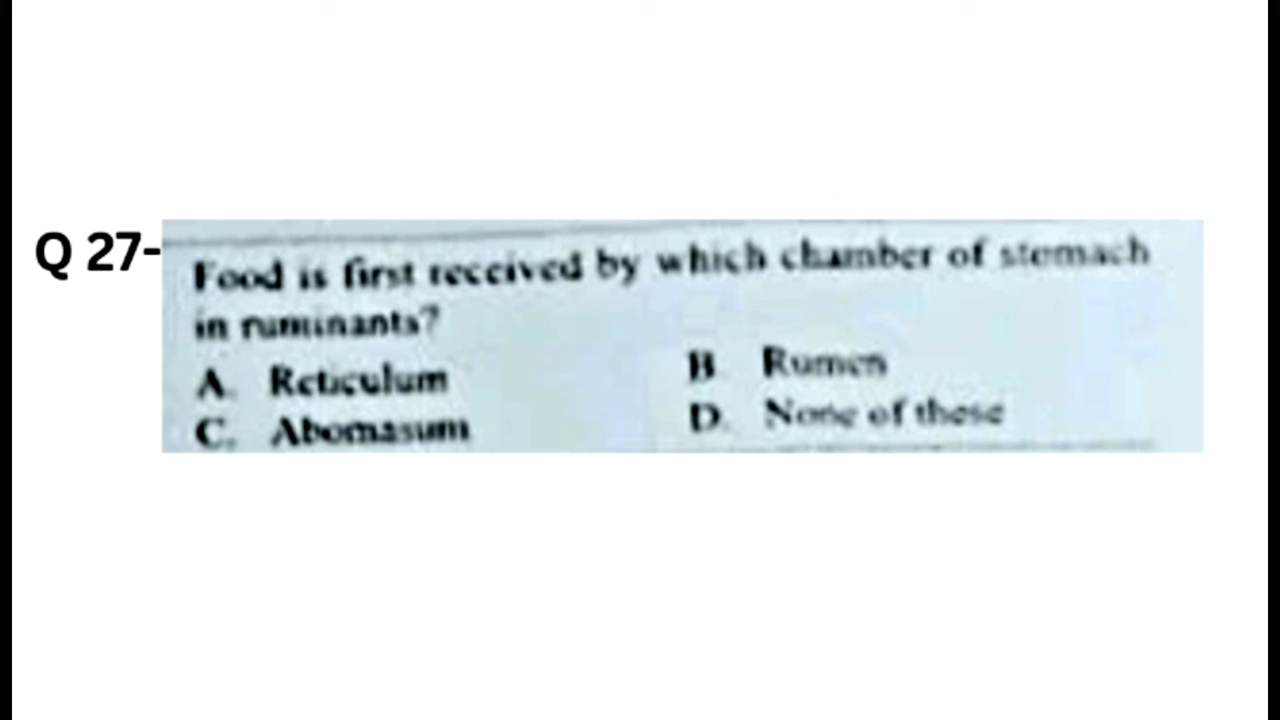 Q 27-
Food is first received by which chamber of stomach
in ruminants?
A. Reticulum B Rumen
C. Abomasum D. None of these